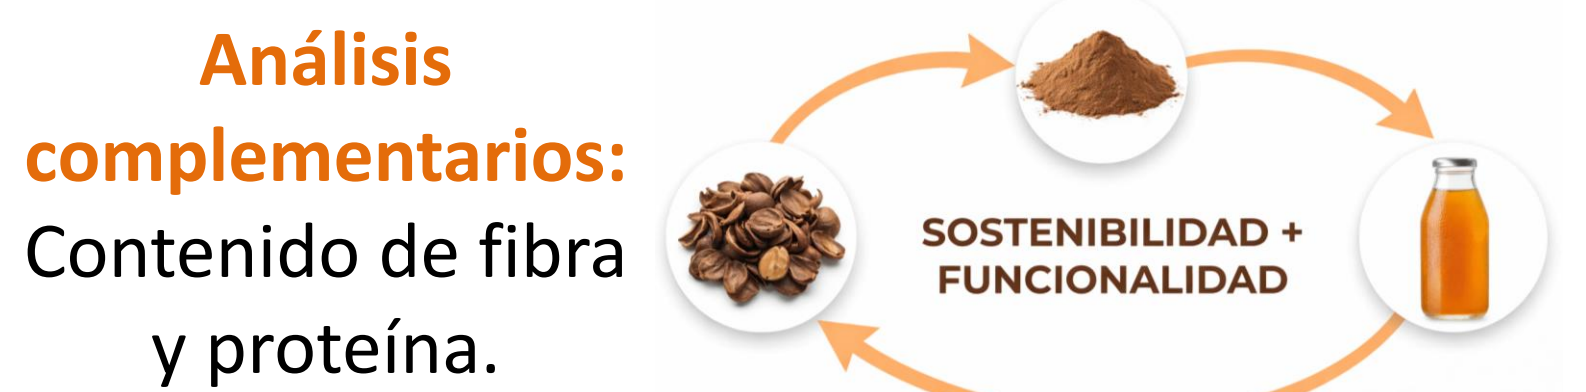 Análisis
complementarios:
Contenido de fibra
y proteína.
SOSTENIBILIDAD +
FUNCIONALIDAD